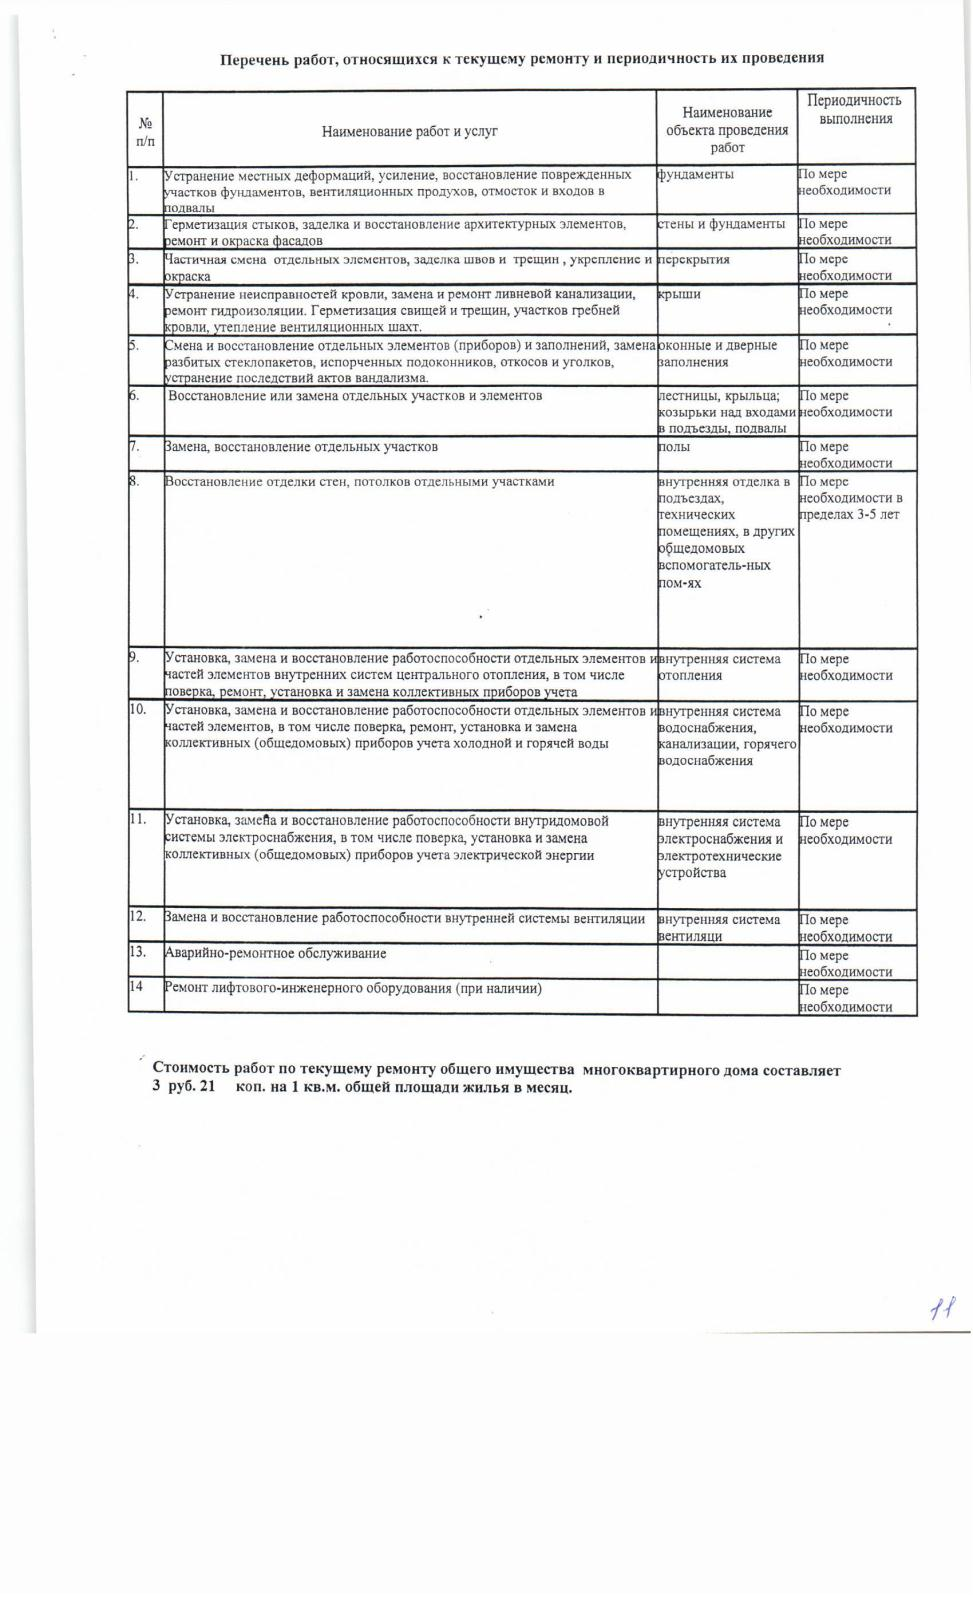 Перечень работ, относящихся к текущему ремонту и периодичность их проведения
№ п/п
Наименование работ и услуг
Наименование
объекта проведения
работ
Периодичность
выполнения
1.
Устранение местных деформаций, усиление, восстановление поврежденных
участков фундаментов, вентиляционных продухов, отмосток и входов в
подвалы
фундаменты
По мере
необходимости
2.
Герметизация стыков, заделка и восстановление архитектурных элементов,
ремонт и окраска фасадов
стены и фундаменты
По мере
необходимости
3.
Частичная смена отдельных элементов, заделка швов и трещин , укрепление и
окраска
перекрытия
По мере
необходимости
4.
Устранение неисправностей кровли, замена и ремонт ливневой канализации,
ремонт гидроизоляции. Герметизация свищей и трещин, участков гребней
кровли, утепление вентиляционных шахт.
крыши
По мере
необходимости
5.
Смена и восстановление отдельных элементов (приборов) и заполнений, замена
разбитых стеклопакетов, испорченных подоконников, откосов и уголков,
устранение последствий актов вандализма.
оконные и дверные
заполнения
По мере
необходимости
6.
Восстановление или замена отдельных участков и элементов
лестницы, крыльца;
козырьки над входами
в подъезды, подвалы
По мере
необходимости
7.
Замена, восстановление отдельных участков
полы
По мере
необходимости
8.
Восстановление отделки стен, потолков отдельными участками
внутренняя отделка в
подъездах,
технических
помещениях, в других
общедомовых
вспомогатель-ных
пом-ях
По мере
необходимости в
пределах 3-5 лет
9.
Установка, замена и восстановление работоспособности отдельных элементов и
частей элементов внутренних систем центрального отопления, в том числе
поверка, ремонт, установка и замена коллективных приборов учета
внутренняя система
отопления
По мере
необходимости
10.
Установка, замена и восстановление работоспособности отдельных элементов и
частей элементов, в том числе поверка, ремонт, установка и замена
коллективных (общедомовых) приборов учета холодной и горячей воды
внутренняя система
водоснабжения,
канализации, горячего
водоснабжения
По мере
необходимости
11.
Установка, замена и восстановление работоспособности внутридомовой
системы электроснабжения, в том числе поверка, установка и замена
коллективных (общедомовых) приборов учета электрической энергии
внутренняя система
электроснабжения и
электротехнические
устройства
По мере
необходимости
12.
Замена и восстановление работоспособности внутренней системы вентиляции
внутренняя система
вентиляци
По мере
необходимости
13.
Аварийно-ремонтное обслуживание
По мере
необходимости
14
Ремонт лифтового-инженерного оборудования (при наличии)
По мере
необходимости
Стоимость работ по текущему ремонту общего имущества многоквартирного дома составляет
3 руб. 21 коп. на 1 кв.м. общей площади жилья в месяц.
11